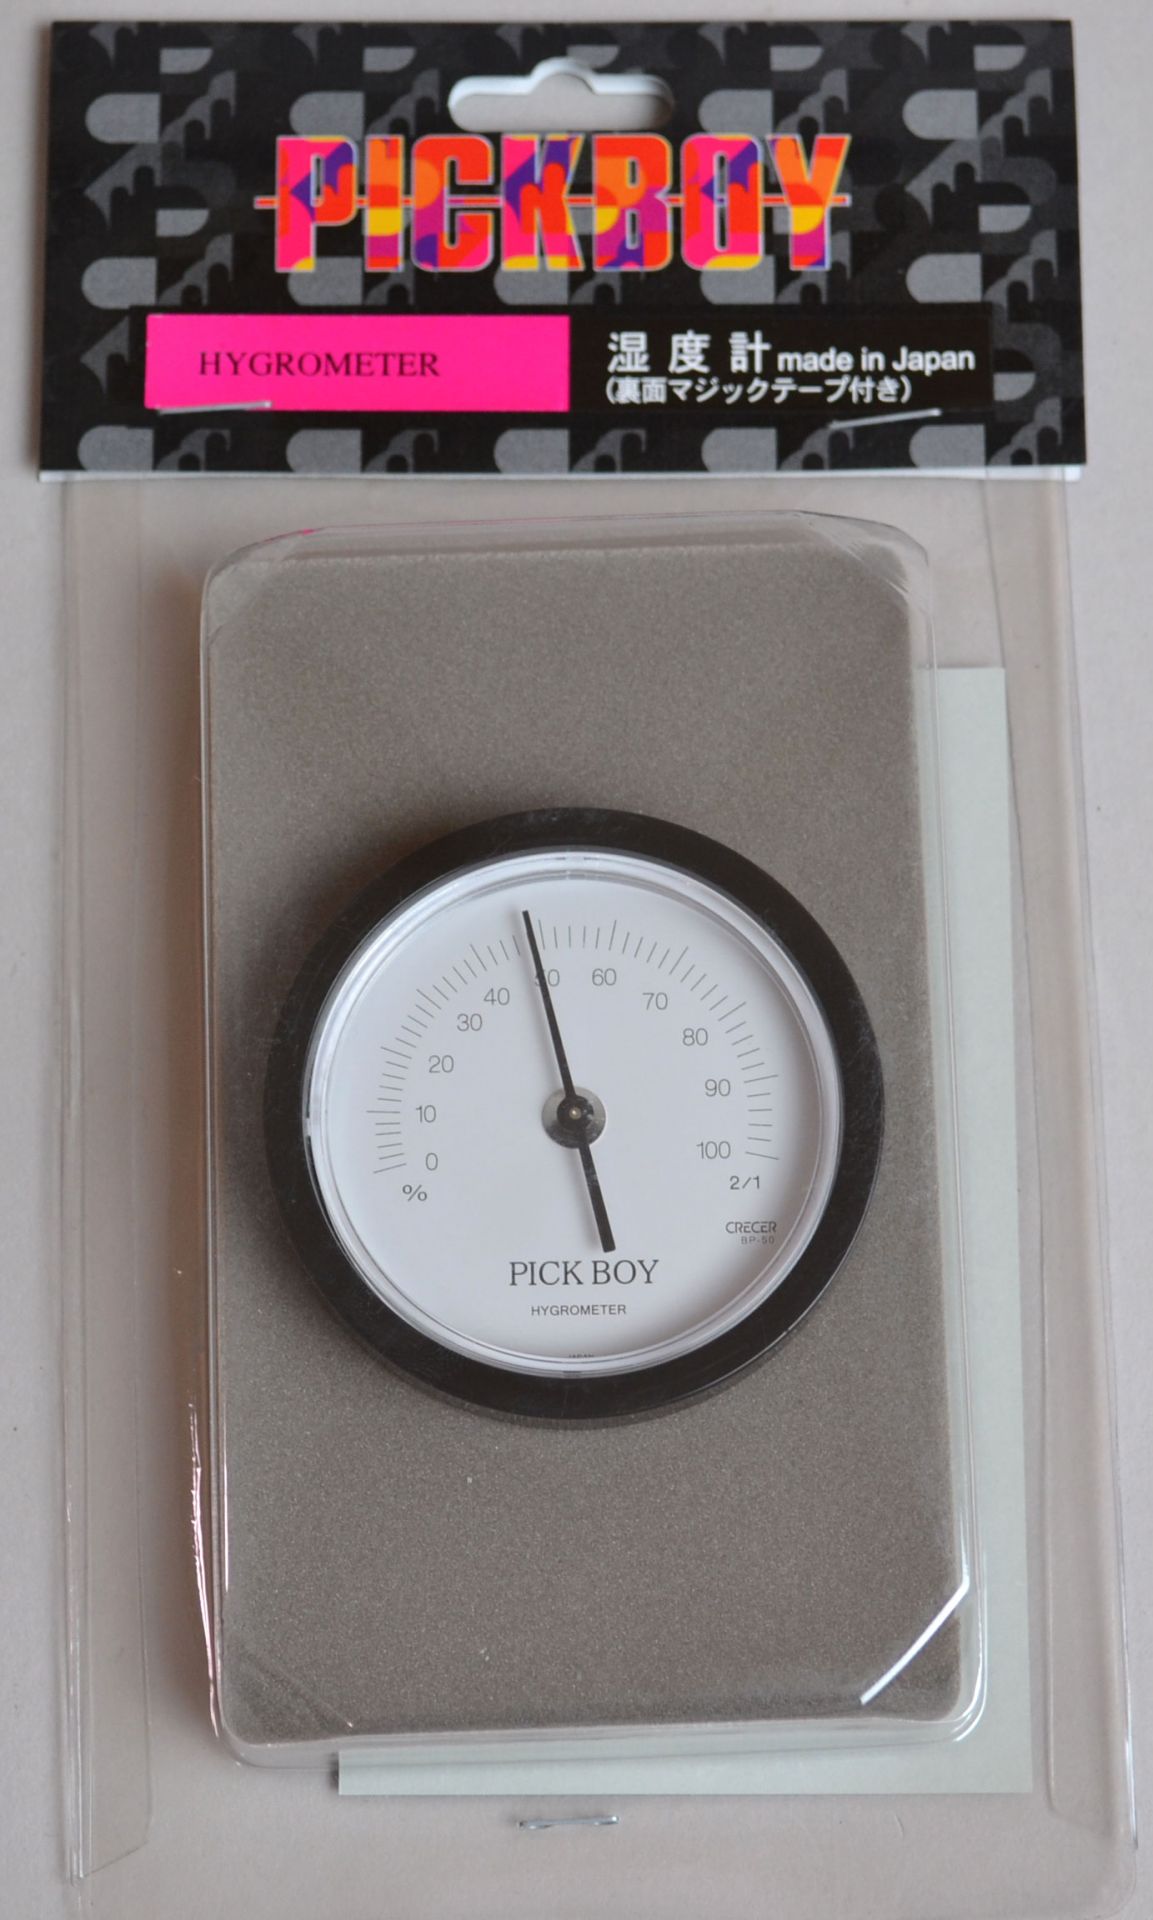 PICKBOY
HYGROMETER
湿度計 made in Japan
(裏面マジックテープ付き)
0
10
20
30
40
50
60
70
80
90
100
%
2/1
CRECER
BP-50
PICK BOY
HYGROMETER
JAPAN